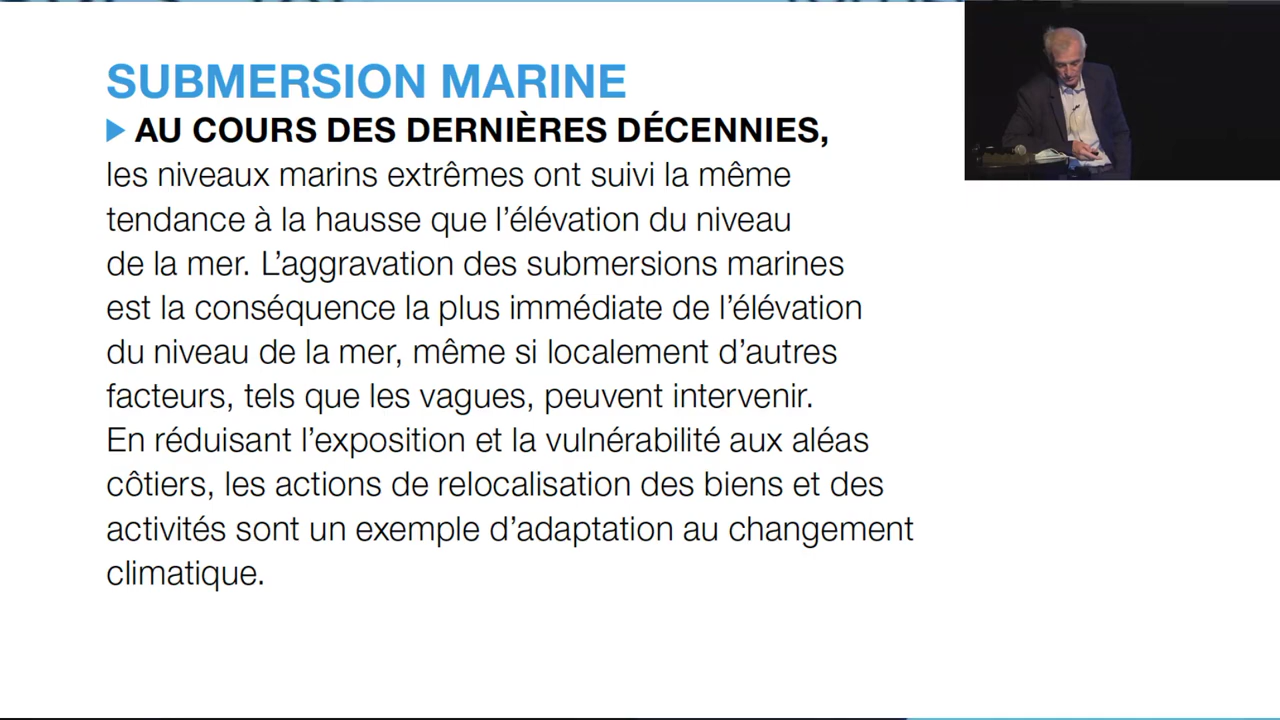 SUBMERSION MARINE
AU COURS DES DERNIÈRES DÉCENNIES,
les niveaux marins extrêmes ont suivi la même
tendance à la hausse que l'élévation du niveau
de la mer. L'aggravation des submersions marines
est la conséquence la plus immédiate de l'élévation
du niveau de la mer, même si localement d'autres
facteurs, tels que les vagues, peuvent intervenir.
En réduisant l'exposition et la vulnérabilité aux aléas
côtiers, les actions de relocalisation des biens et des
activités sont un exemple d'adaptation au changement
climatique.